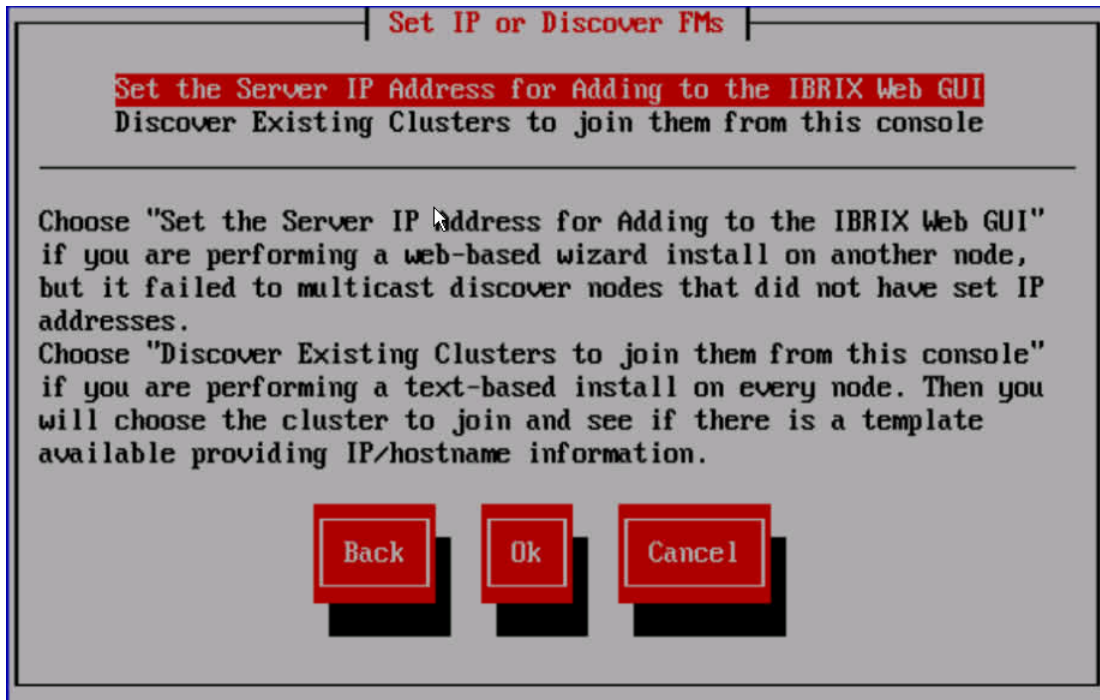 Set IP or Discover FMs
Set the Server IP Address for Adding to the IBRIX Web GUI
Discover Existing Clusters to join them from this console
Choose "Set the Server IP Address for Adding to the IBRIX Web GUI"
if you are performing a web-based wizard install on another node,
but it failed to multicast discover nodes that did not have set IP
addresses.
Choose "Discover Existing Clusters to join them from this console"
if you are performing a text-based install on every node. Then you
will choose the cluster to join and see if there is a template
available providing IP/hostname information.
Back Ok Cancel